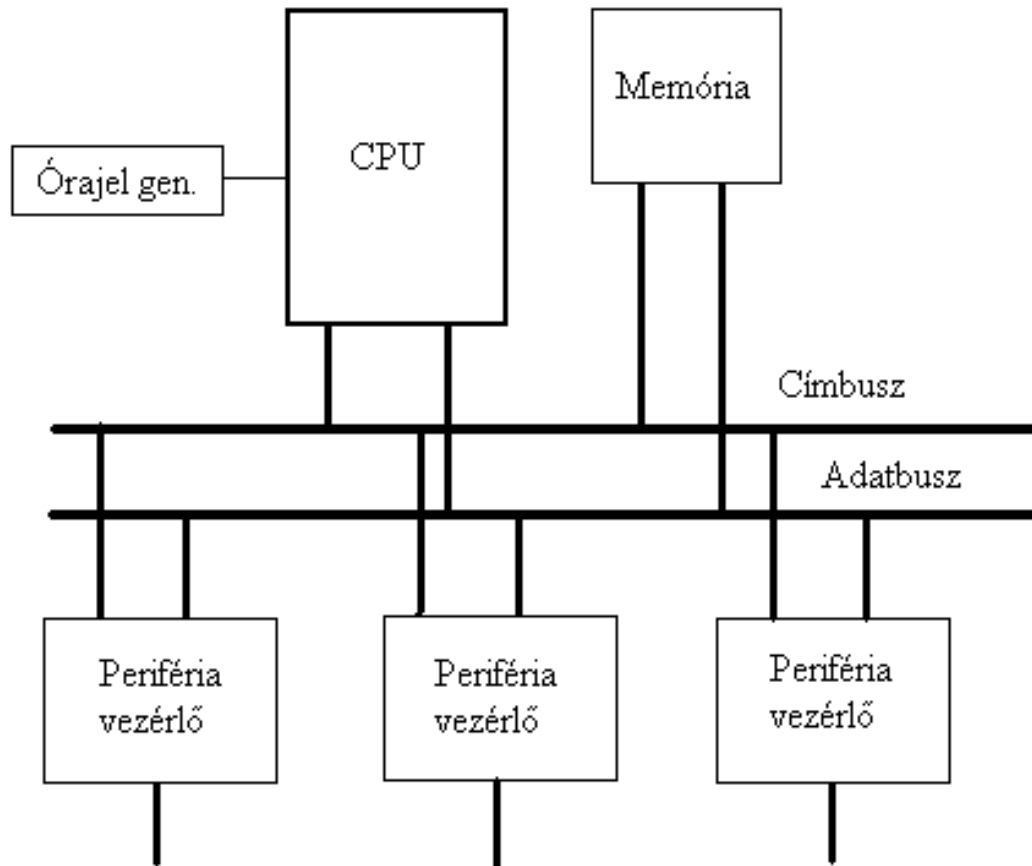 Memória
CPU
Órajel gen.
Címbusz
Adatbusz
Periféria
vezérlő
Periféria
vezérlő
Periféria
vezérlő